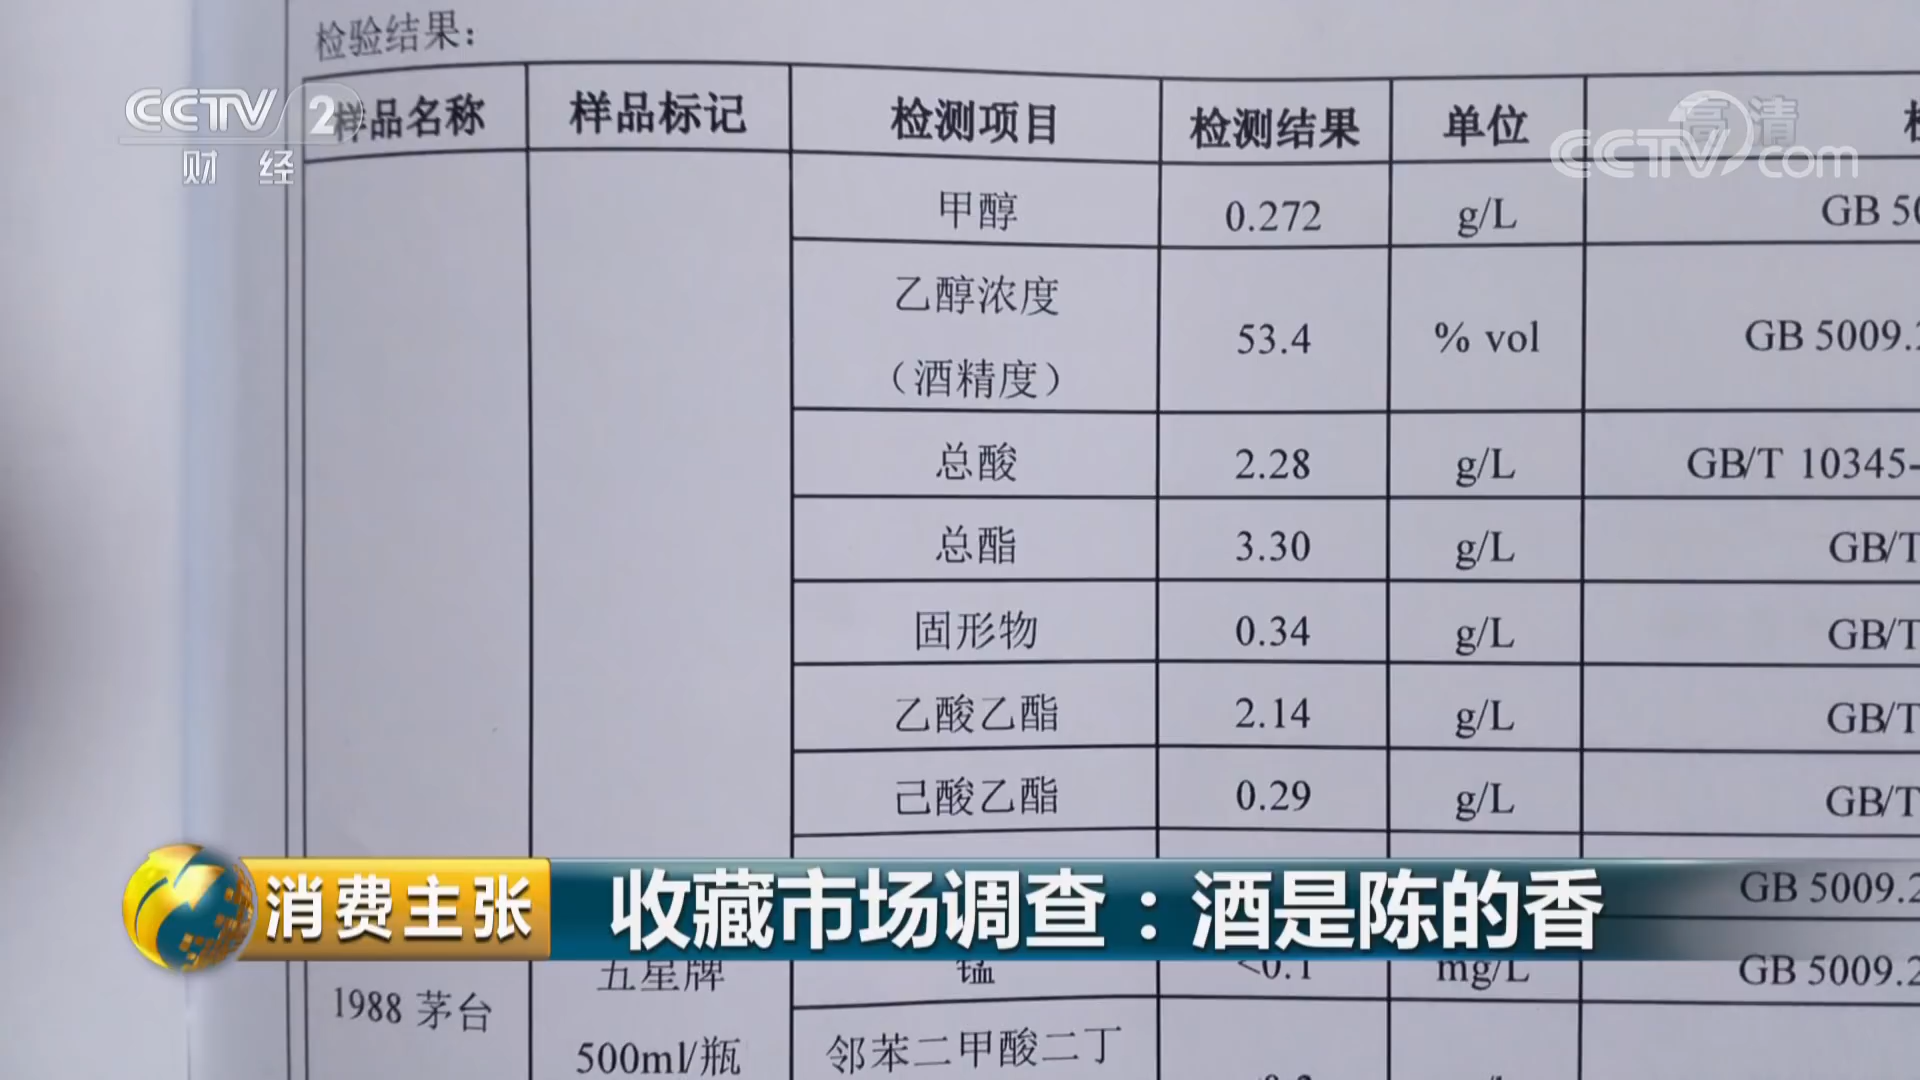 检验结果：
CCTV 2
财 经
高清
CCTV.com
样品名称 样品标记 检测项目 检测结果 单位
甲醇 0.272 g/L GB 50
乙醇浓度
（酒精度） 53.4 % vol GB 5009.2
总酸 2.28 g/L GB/T 10345-
总酯 3.30 g/L GB/T
固形物 0.34 g/L GB/T
乙酸乙酯 2.14 g/L GB/T
己酸乙酯 0.29 g/L GB/T
消费主张 收藏市场调查：酒是陈的香 GB 5009.2
五星牌 锰 <0.1 mg/L GB 5009.2
1988 茅台
500ml/瓶 邻苯二甲酸二丁